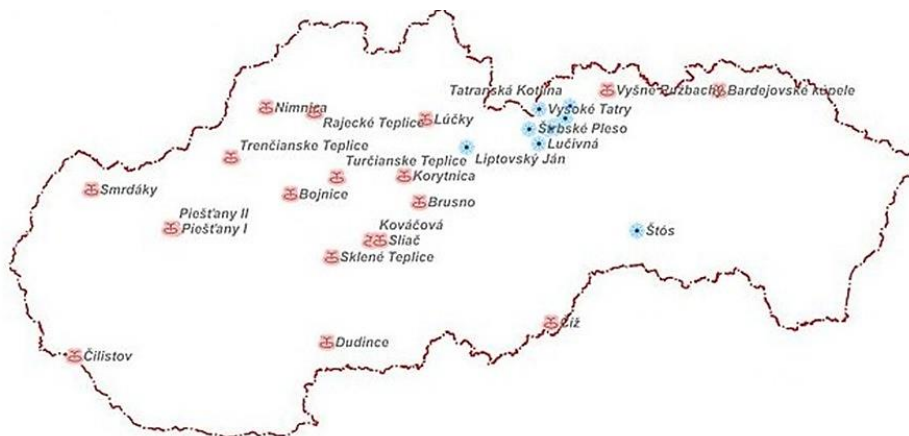 Tatranská Kotlina
Vyšné Ružbachy
Bardejovské kúpele
Nimnica
Vysoké Tatry
Rajecké Teplice
Lúčky
Štrbské Pleso
Trenčianske Teplice
Lučivná
Turčianske Teplice
Liptovský Ján
Korytnica
Smrdáky
Bojnice
Brusno
Piešťany II
Piešťany I
Kováčová
Štós
Sliač
Sklené Teplice
Číž
Dudince
Čilistov